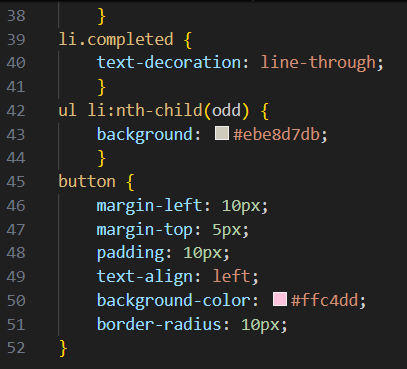 38 }
39 li.completed {
40 text-decoration: line-through;
41 }
42 ul li:nth-child(odd) {
43 background: #ebe8d7db;
44 }
45 button {
46 margin-left: 10px;
47 margin-top: 5px;
48 padding: 10px;
49 text-align: left;
50 background-color: #ffc4dd;
51 border-radius: 10px;
52 }